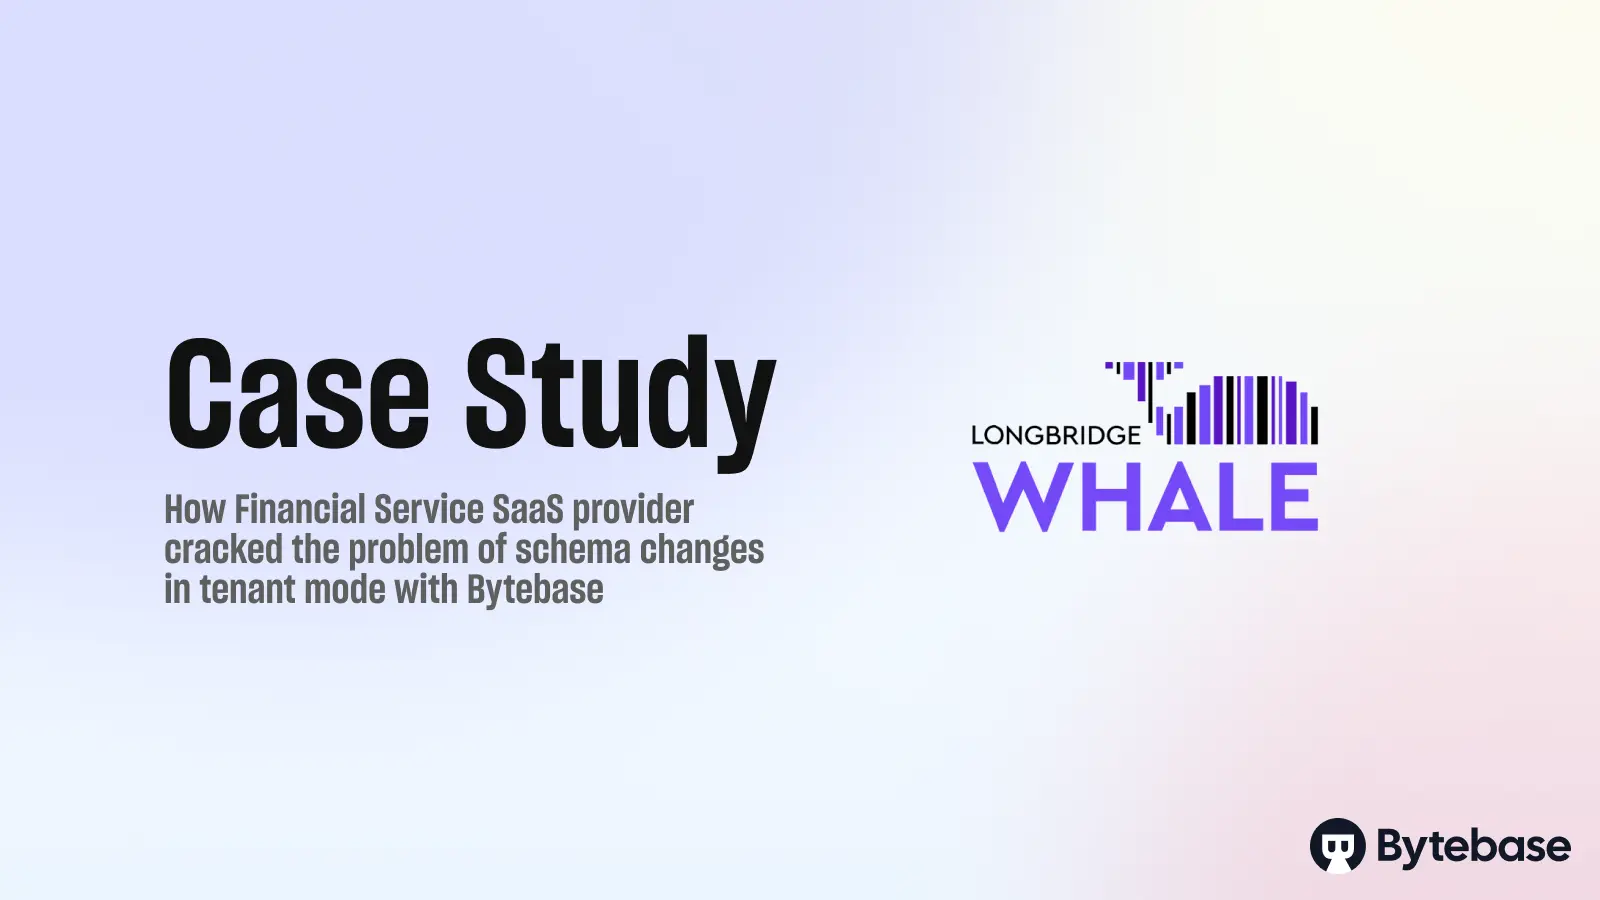 Case Study
How Financial Service SaaS provider
cracked the problem of schema changes
in tenant mode with Bytebase
LONGBRIDGE
WHALE
Bytebase